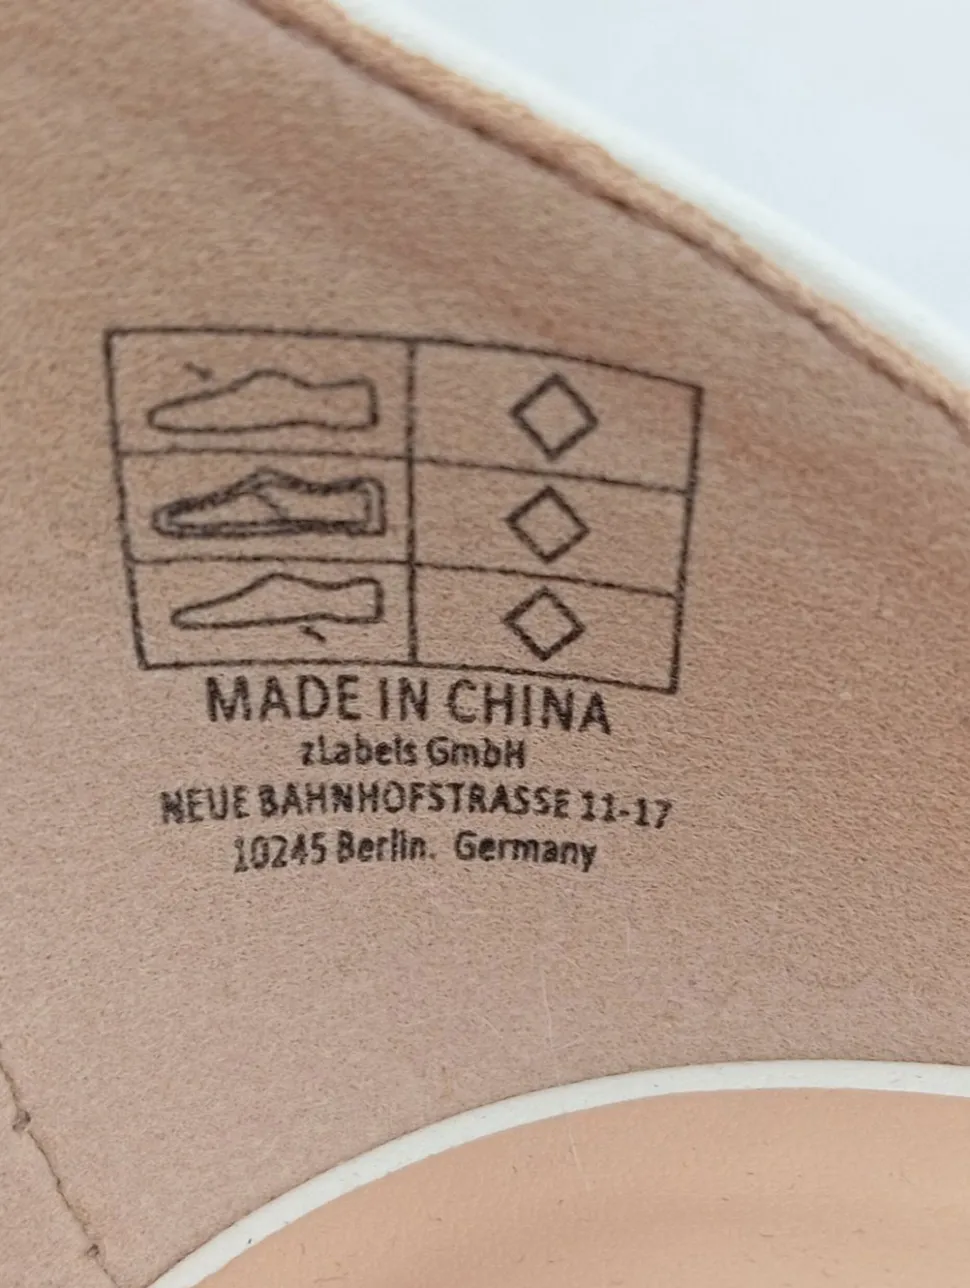 MADE IN CHINA
zLabels GmbH
NEUE BAHNHOFSTRASSE 11-17
10245 Berlin. Germany